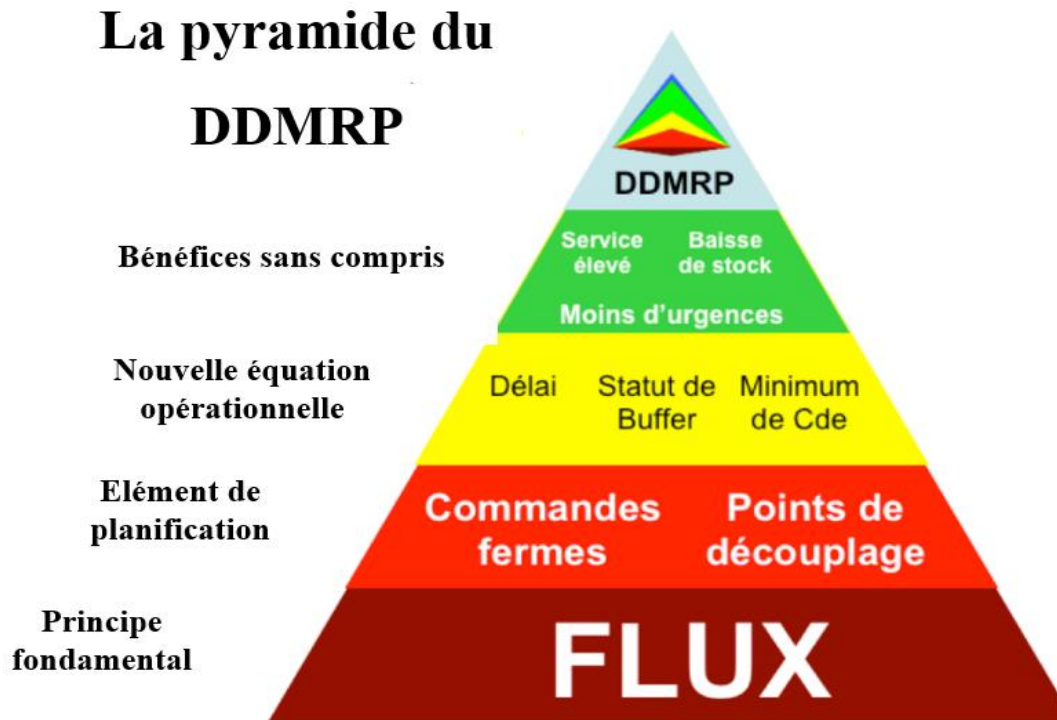 La pyramide du
DDMRP
DDMRP
Bénéfices sans compris
Service Baisse
élevé de stock
Moins d'urgences
Nouvelle équation
opérationnelle
Délai Statut de Minimum
Buffer de Cde
Elément de
planification
Commandes Points de
fermes découplage
Principe
fondamental
FLUX